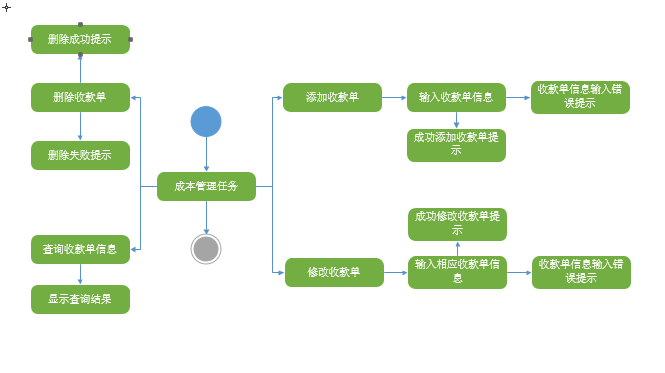 删除成功提示
删除收款单
删除失败提示
成本管理任务
查询收款单信息
显示查询结果
添加收款单
输入收款单信息
收款单信息输入错
误提示
成功添加收款单提
示
成功修改收款单提
示
修改收款单
输入相应收款单信
息
收款单信息输入错
误提示